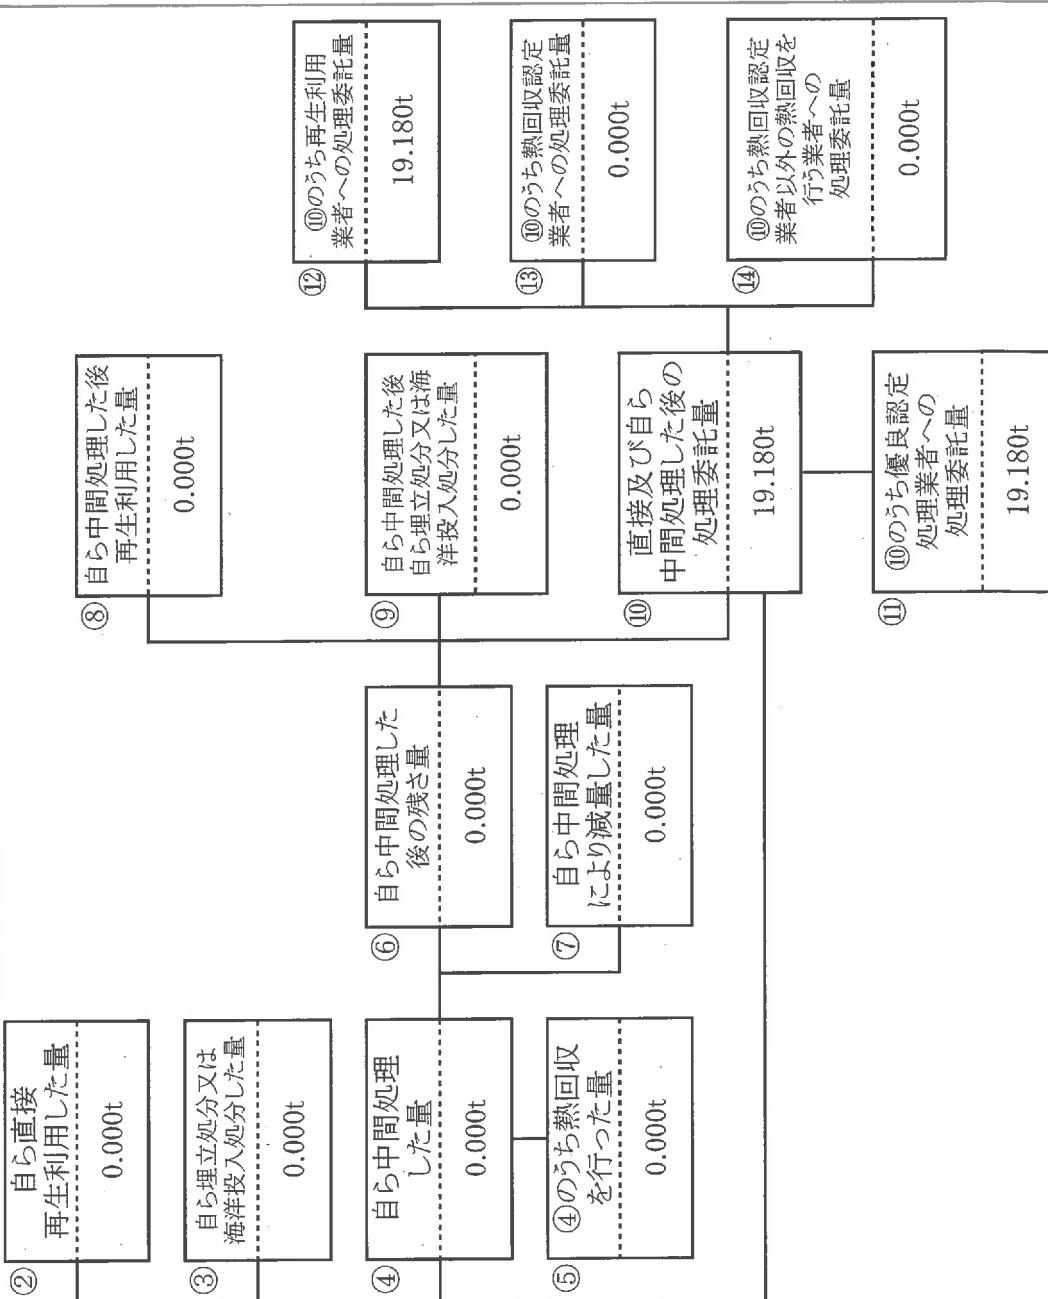 ②
自ら直接
再生利用した量
0.000t
③
自ら埋立処分又は
海洋投入処分した量
0.000t
④
自ら中間処理
した量
0.000t
⑤
④のうち熱回収
を行った量
0.000t
⑥
自ら中間処理した
後の残さ量
0.000t
⑦
自ら中間処理
により減量した量
0.000t
⑧
自ら中間処理した後
再生利用した量
0.000t
⑨
自ら中間処理した後
自ら埋立処分又は海
洋投入処分した量
0.000t
⑩
直接及び自ら
中間処理した後の
処理委託量
19.180t
⑪
⑩のうち優良認定
処理業者への
処理委託量
19.180t
⑫
⑩のうち再生利用
業者への処理委託量
19.180t
⑬
⑩のうち熱回収認定
業者への処理委託量
0.000t
⑭
⑩のうち熱回収認定
業者以外の熱回収を
行う業者への
処理委託量
0.000t